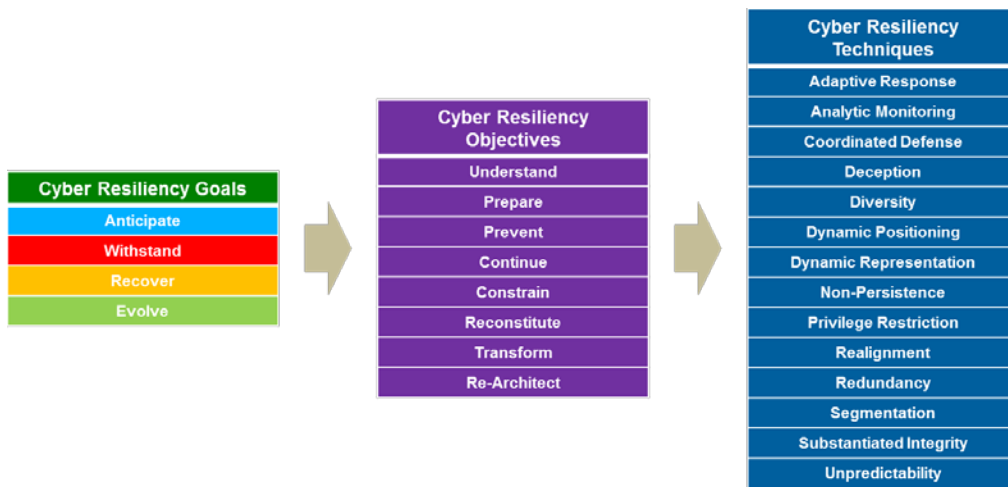 Cyber Resiliency Goals
Anticipate
Withstand
Recover
Evolve
Cyber Resiliency
Objectives
Understand
Prepare
Prevent
Continue
Constrain
Reconstitute
Transform
Re-Architect
Cyber Resiliency
Techniques
Adaptive Response
Analytic Monitoring
Coordinated Defense
Deception
Diversity
Dynamic Positioning
Dynamic Representation
Non-Persistence
Privilege Restriction
Realignment
Redundancy
Segmentation
Substantiated Integrity
Unpredictability